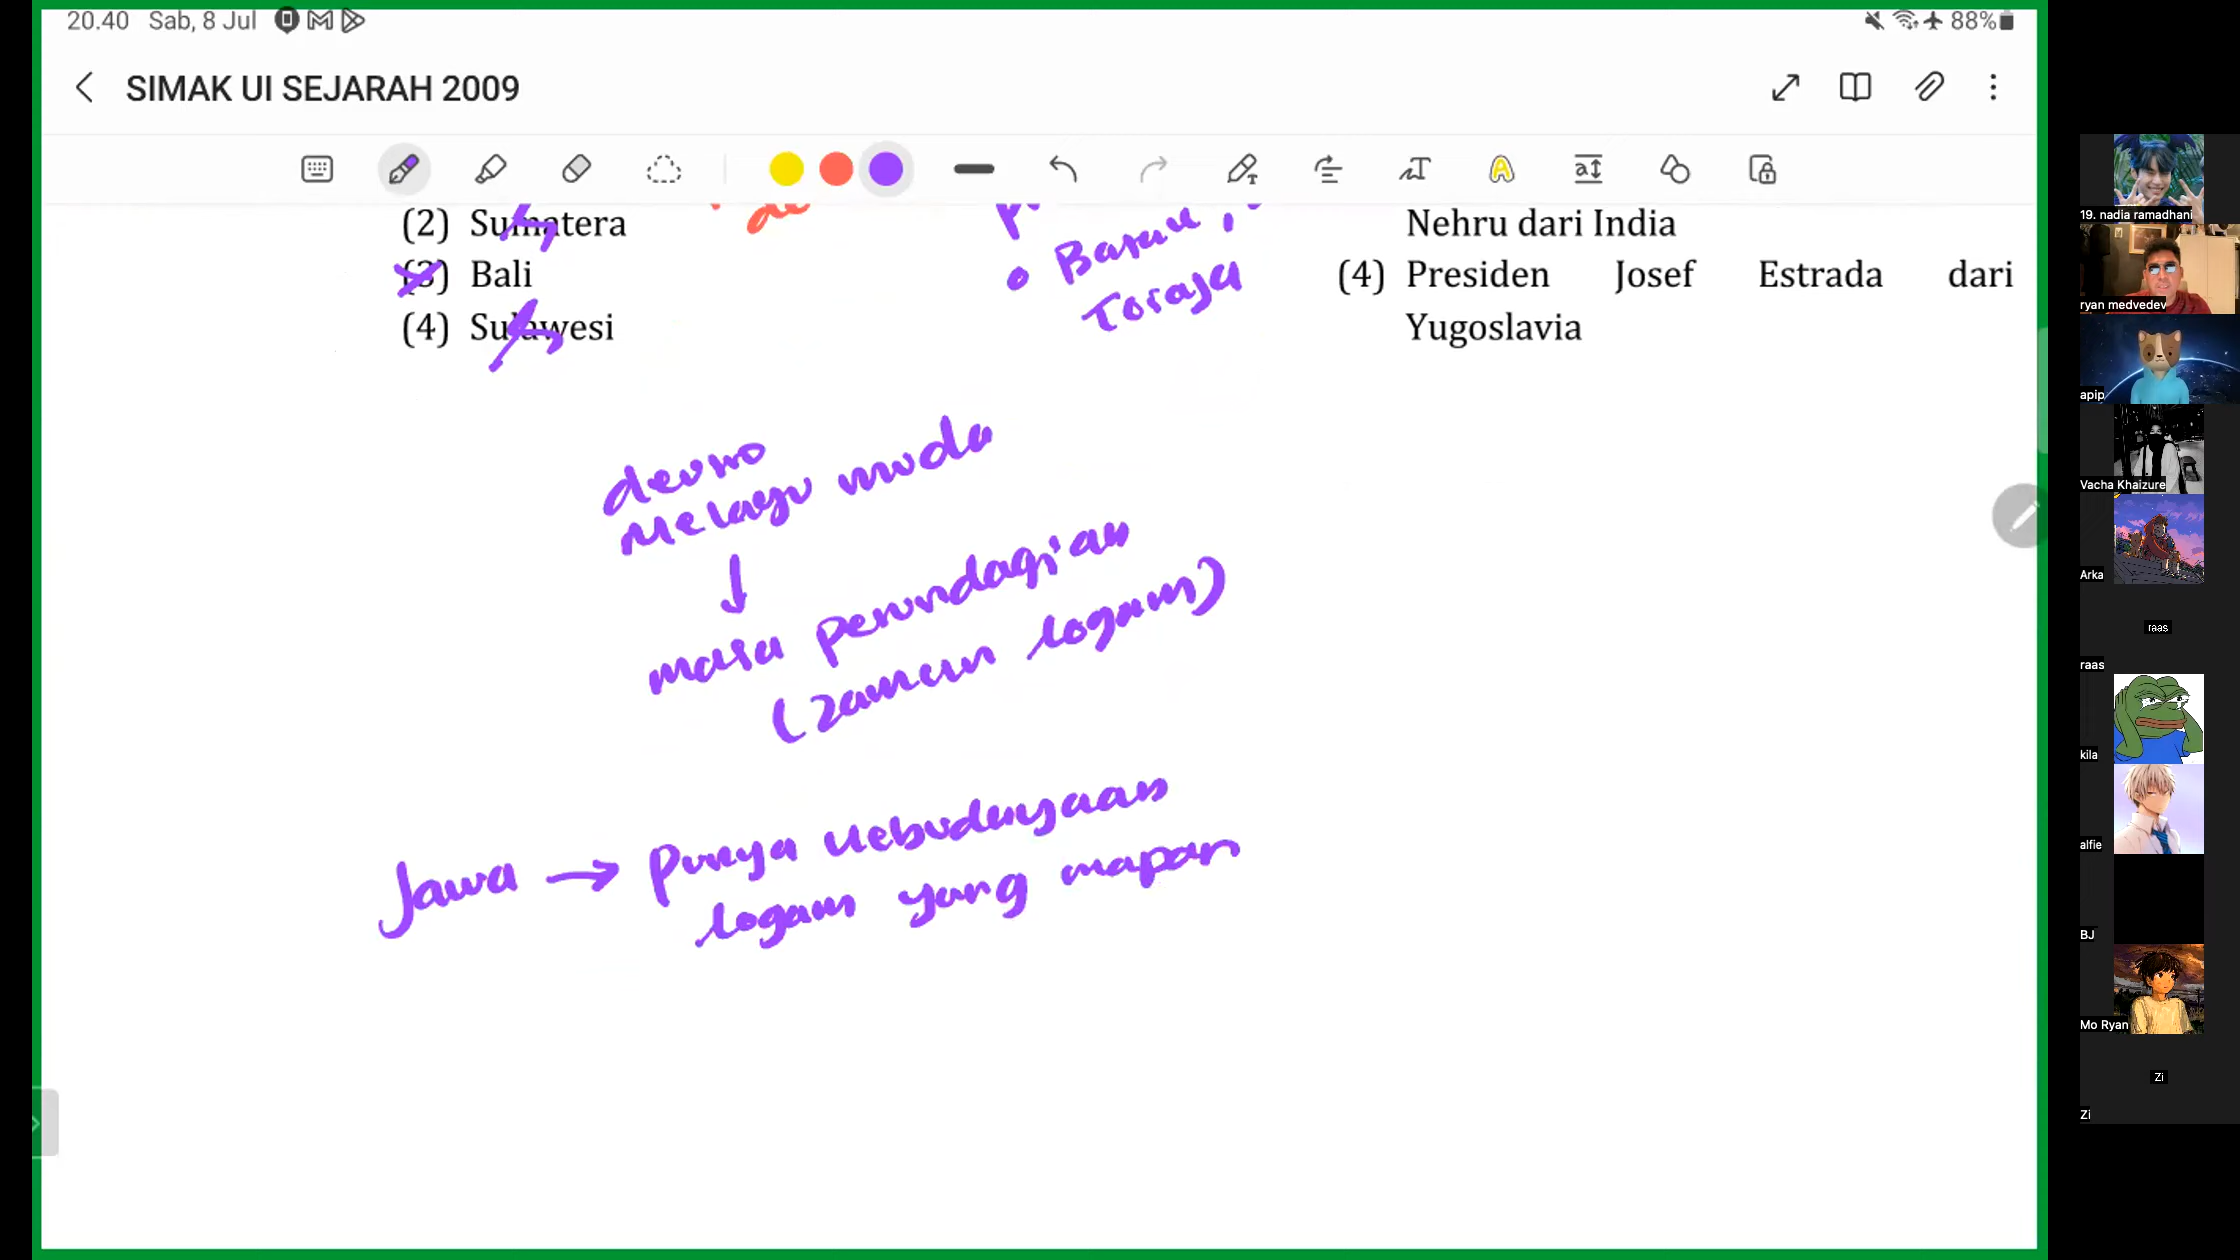 20.40 Sab, 8 Jul
88%
SIMAK UI SEJARAH 2009
(2) Sumatera
(3) Bali
(4) Sulawesi
Batak,
Toraja
Nehru dari India
(4) Presiden Josef Estrada dari
Yugoslavia
deutro
Melayu muda
masa perundagian
(zaman logam)
Jawa → Punya kebudayaan
logam yang mapan
19. nadia ramadhani
ryan medvedev
apip
Vacha Khaizure
Arka
raas
raas
kila
alfie
BJ
Mo Ryan
Zi
Zi